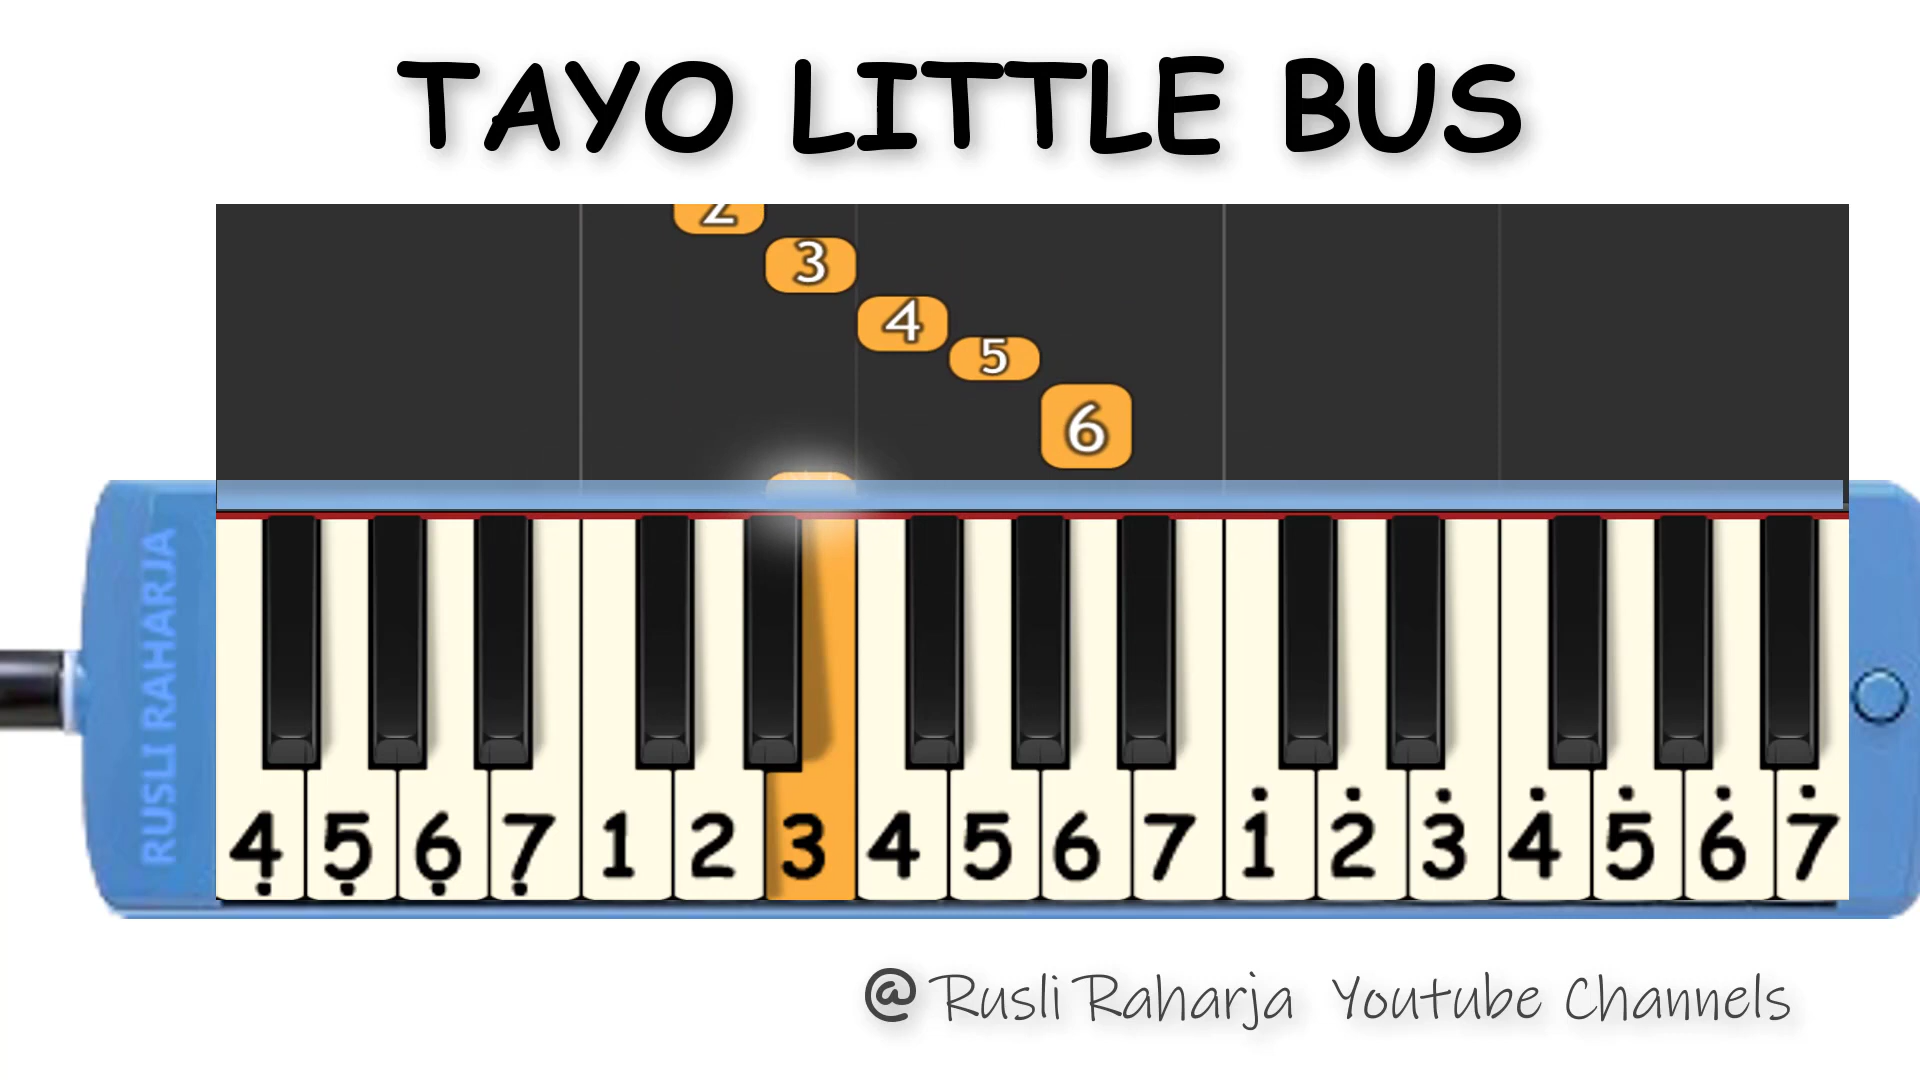 TAYO LITTLE BUS
2
3
4
5
6
RUSLI RAHARJA
4̣ 5̣ 6̣ 7̣ 1 2 3 4 5 6 7 1̇ 2̇ 3̇ 4̇ 5̇ 6̇ 7̇
@ Rusli Raharja Youtube Channels